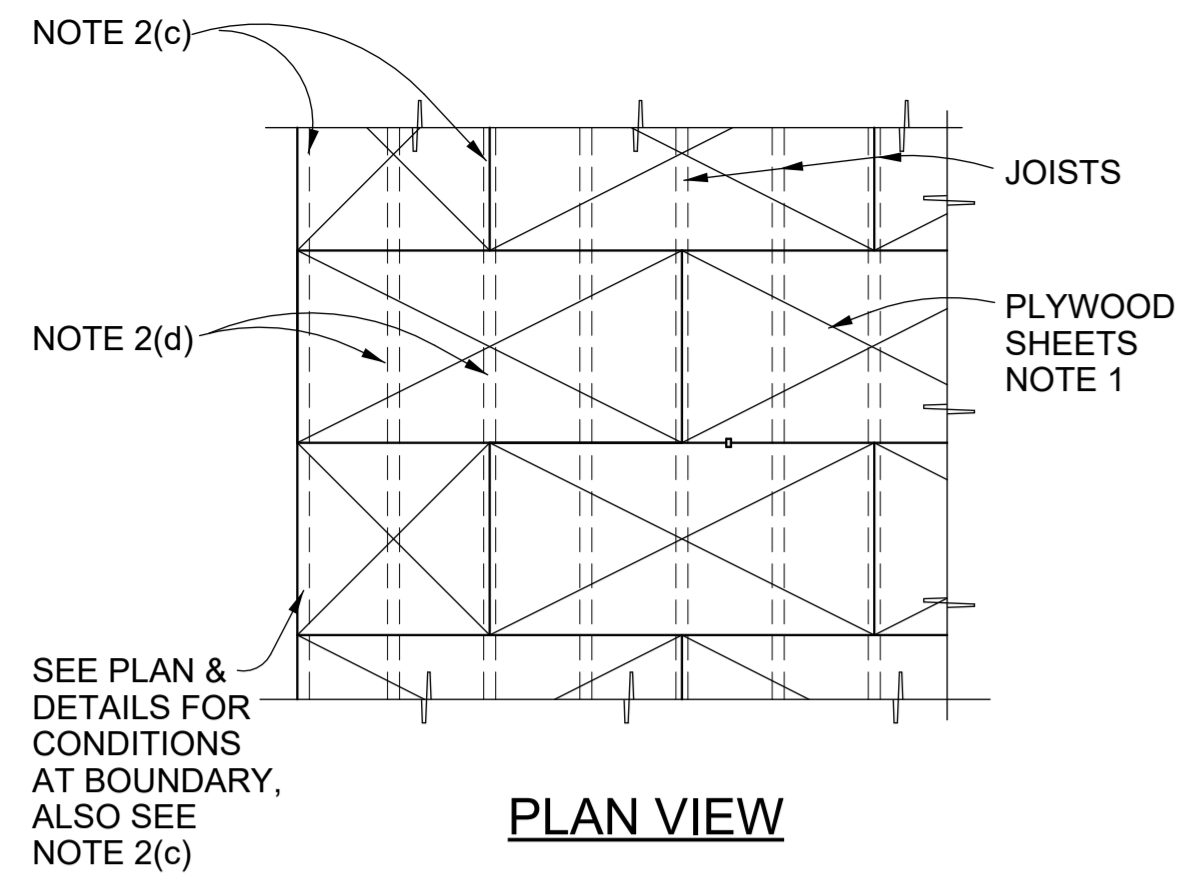 NOTE 2(c)
JOISTS
NOTE 2(d)
PLYWOOD
SHEETS
NOTE 1
SEE PLAN &
DETAILS FOR
CONDITIONS
AT BOUNDARY,
ALSO SEE
NOTE 2(c)
PLAN VIEW